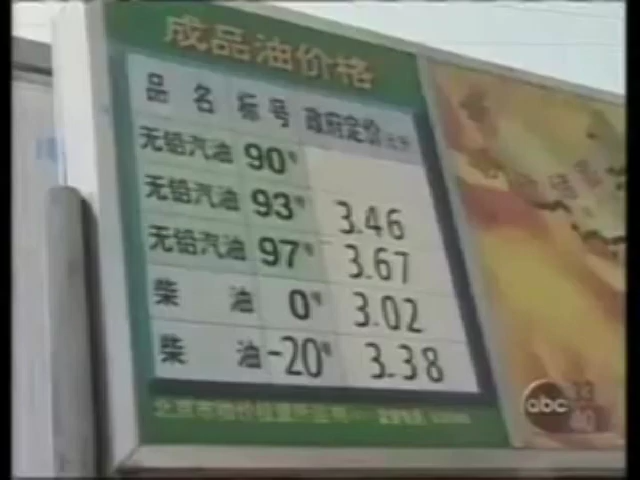 成品油价格
品 名 标号 政府定价
无铅汽油 90#
无铅汽油 93# 3.46
无铅汽油 97# 3.67
柴 油 0# 3.02
柴 油 -20# 3.38
abc 33
40